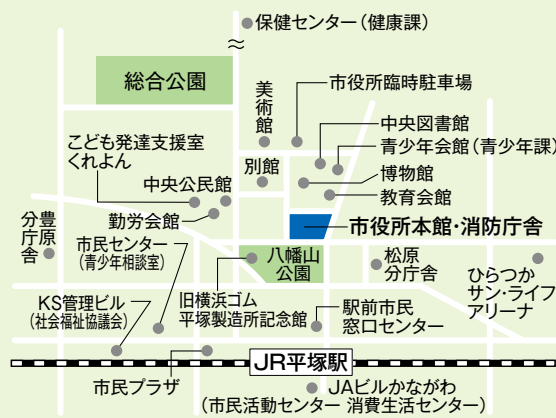 保健センター(健康課)
≈
総合公園
美術館
市役所臨時駐車場
中央図書館
青少年会館(青少年課)
こども発達支援室
くれよん
別館
博物館
中央公民館
教育会館
勤労会館
市役所本館・消防庁舎
豊原
分庁舎
市民センター
(青少年相談室)
八幡山
公園
松原
分庁舎
ひらつか
サン・ライフ
アリーナ
旧横浜ゴム
平塚製造所記念館
KS管理ビル
(社会福祉協議会)
駅前市民
窓口センター
JR平塚駅
市民プラザ
JAビルかながわ
(市民活動センター 消費生活センター)